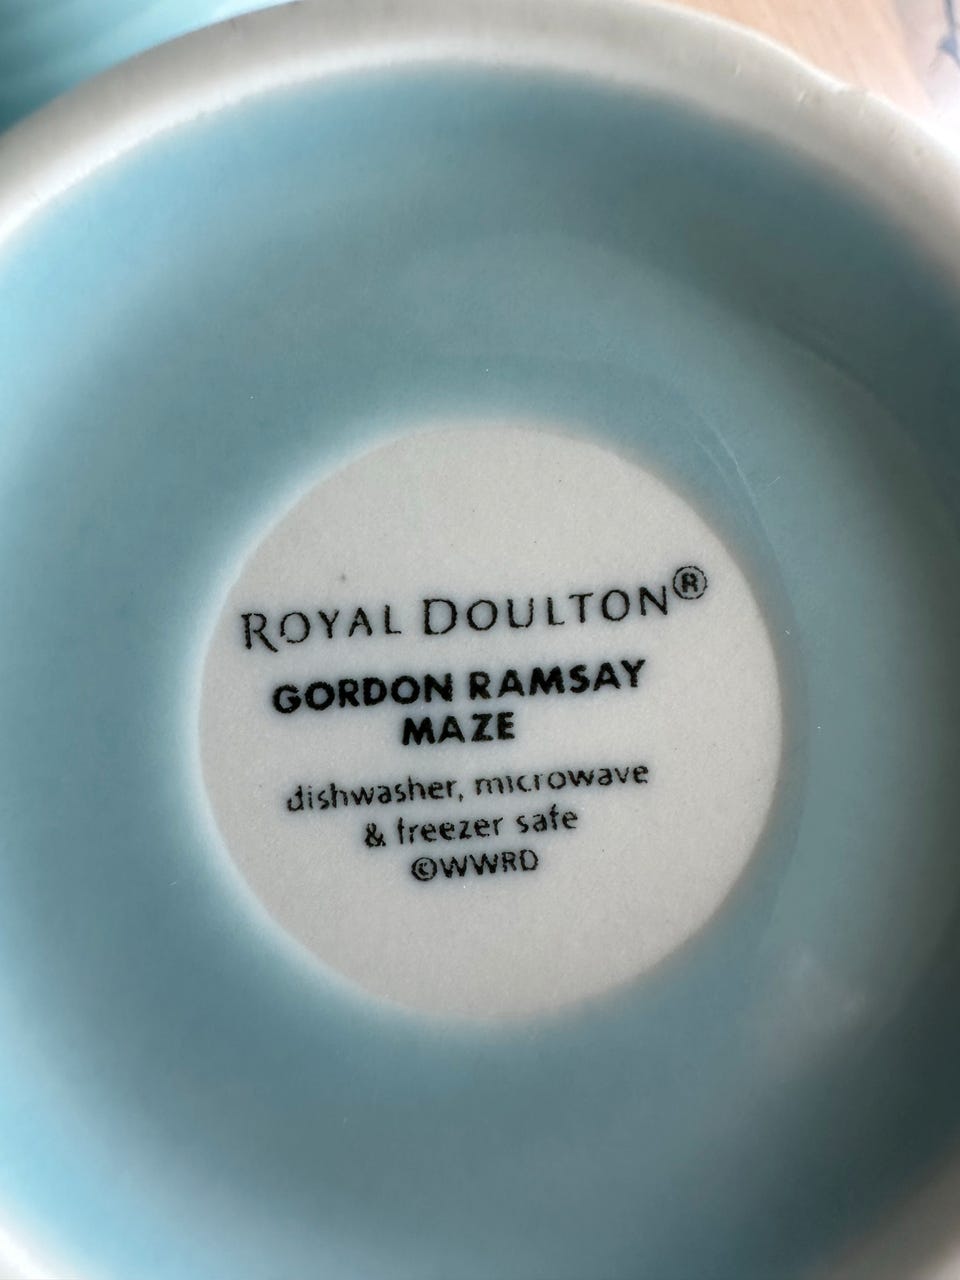 ROYAL DOULTON®
GORDON RAMSAY
MAZE
dishwasher, microwave
& freezer safe
©WWRD